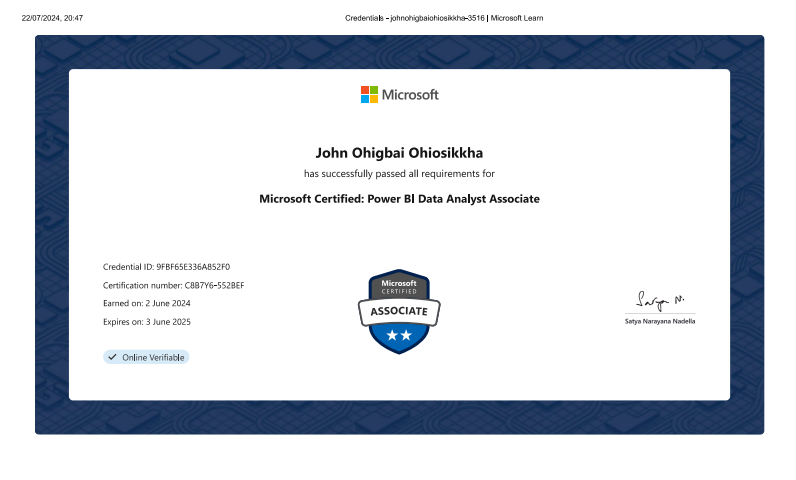 22/07/2024, 20:47 Credentials - johnohigbaiohiosikkha-3516 | Microsoft Learn
Microsoft
John Ohigbai Ohiosikkha
has successfully passed all requirements for
Microsoft Certified: Power BI Data Analyst Associate
Credential ID: 9FBF65E336A852F0
Certification number: C8B7Y6-552BEF
Earned on: 2 June 2024
Expires on: 3 June 2025
Online Verifiable
Microsoft
CERTIFIED
ASSOCIATE
Satya N.
Satya Narayana Nadella